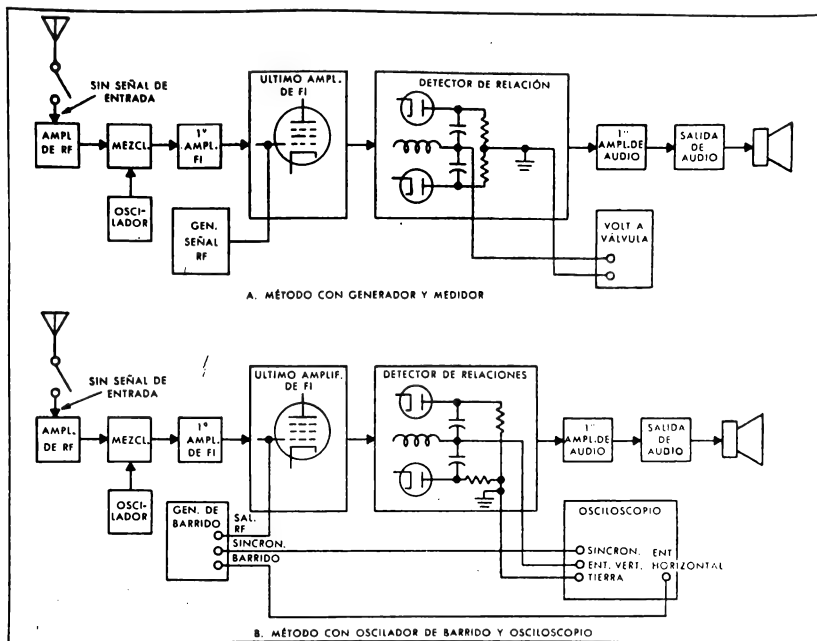 SIN SEÑAL DE
ENTRADA
AMPL
DE RF
MEZCL.
OSCI-
LADOR
1° AMPL.
FI
ULTIMO AMPL.
DE FI
GEN.
SEÑAL
RF
DETECTOR DE RELACIÓN
1"
AMPL.DE
AUDIO
SALIDA
DE
AUDIO
VOLT A
VÁLVULA
A. MÉTODO CON GENERADOR Y MEDIDOR
SIN SEÑAL DE
ENTRADA
AMPL.
DE RF
MEZCL.
OSCI-
LADOR
1°
AMPL.
DE FI
ULTIMO AMPLIF.
DE FI
DETECTOR DE RELACIONES
1"
AMPL.DE
AUDIO
SALIDA
DE
AUDIO
GEN. DE
BARRIDO
SAL.
RF
SINCRON.
BARRIDO
OSCILOSCOPIO
SINCRON.
ENT. VERT.
TIERRA
ENT
HORIZONTAL
B. MÉTODO CON OSCILADOR DE BARRIDO Y OSCILOSCOPIO